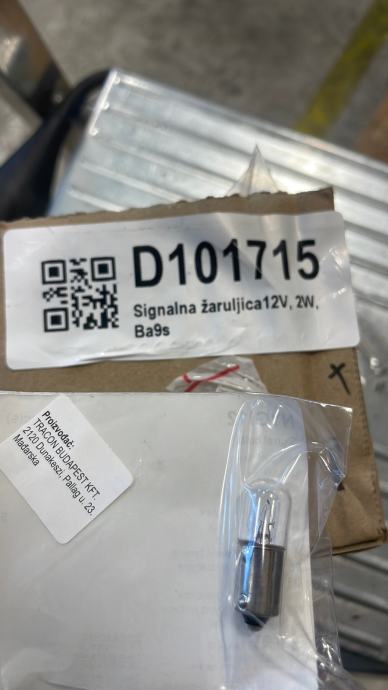 D101715
Signalna žaruljica12V, 2W,
Ba9s
Proizvođač:
TRACON BUDAPEST KFT.
2120 Dunakeszi, Pallag u. 23.
Mađarska